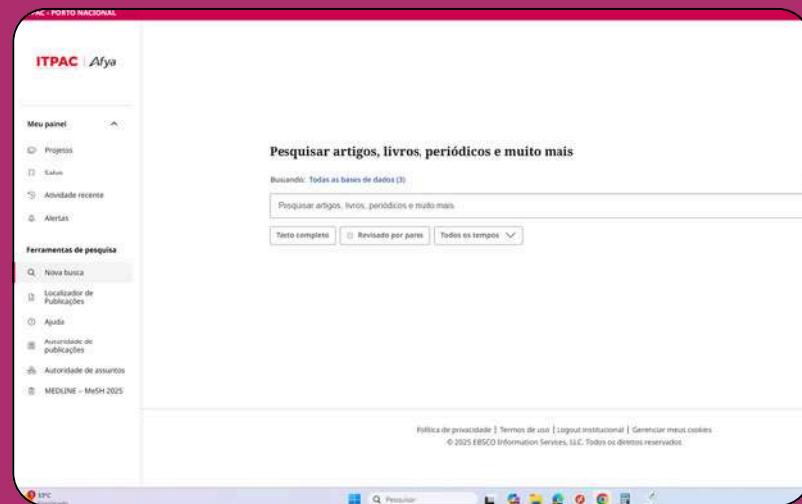 ITPAC - PORTO NACIONAL
ITPAC | Afya
Meu painel
Projetos
Salvo
Atividade recente
Alertas
Ferramentas de pesquisa
Nova busca
Localizador de
Publicações
Ajuda
Autoridade de
publicações
Autoridade de assuntos
MEDLINE – MeSH 2025
Pesquisar artigos, livros, periódicos e muito mais
Buscando: Todas as bases de dados (3)
Pesquisar artigos, livros, periódicos e muito mais
Texto completo
Revisado por pares
Todos os tempos
Política de privacidade | Termos de uso | Logout institucional | Gerenciar meus cookies
© 2025 EBSCO Information Services, LLC. Todos os direitos reservados
33°C
Pesquisar